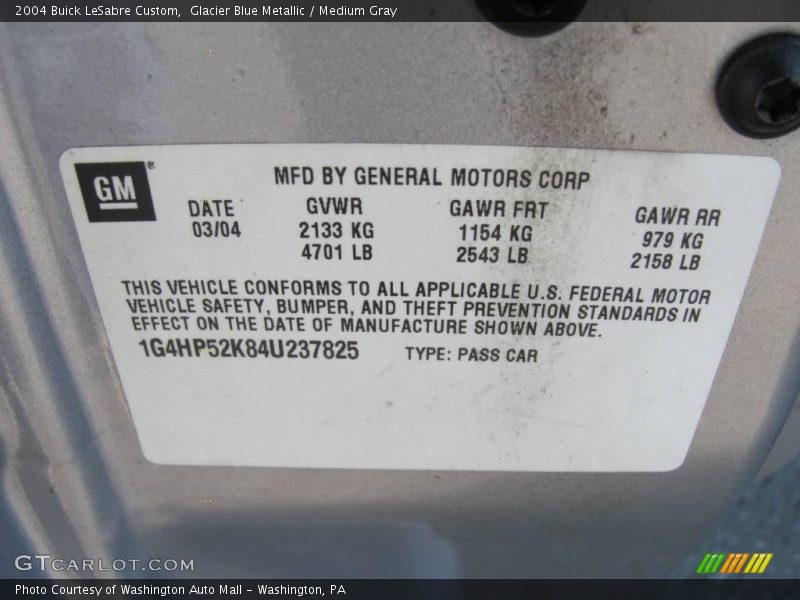 2004 Buick LeSabre Custom,  Glacier Blue Metallic / Medium Gray
GM®
MFD BY GENERAL MOTORS CORP
DATE GVWR GAWR FRT GAWR RR
03/04 2133 KG 1154 KG 979 KG
4701 LB 2543 LB 2158 LB
THIS VEHICLE CONFORMS TO ALL APPLICABLE U.S. FEDERAL MOTOR
VEHICLE SAFETY, BUMPER, AND THEFT PREVENTION STANDARDS IN
EFFECT ON THE DATE OF MANUFACTURE SHOWN ABOVE.
1G4HP52K84U237825 TYPE: PASS CAR
GTCARLOT.COM
Photo Courtesy of Washington Auto Mall – Washington, PA